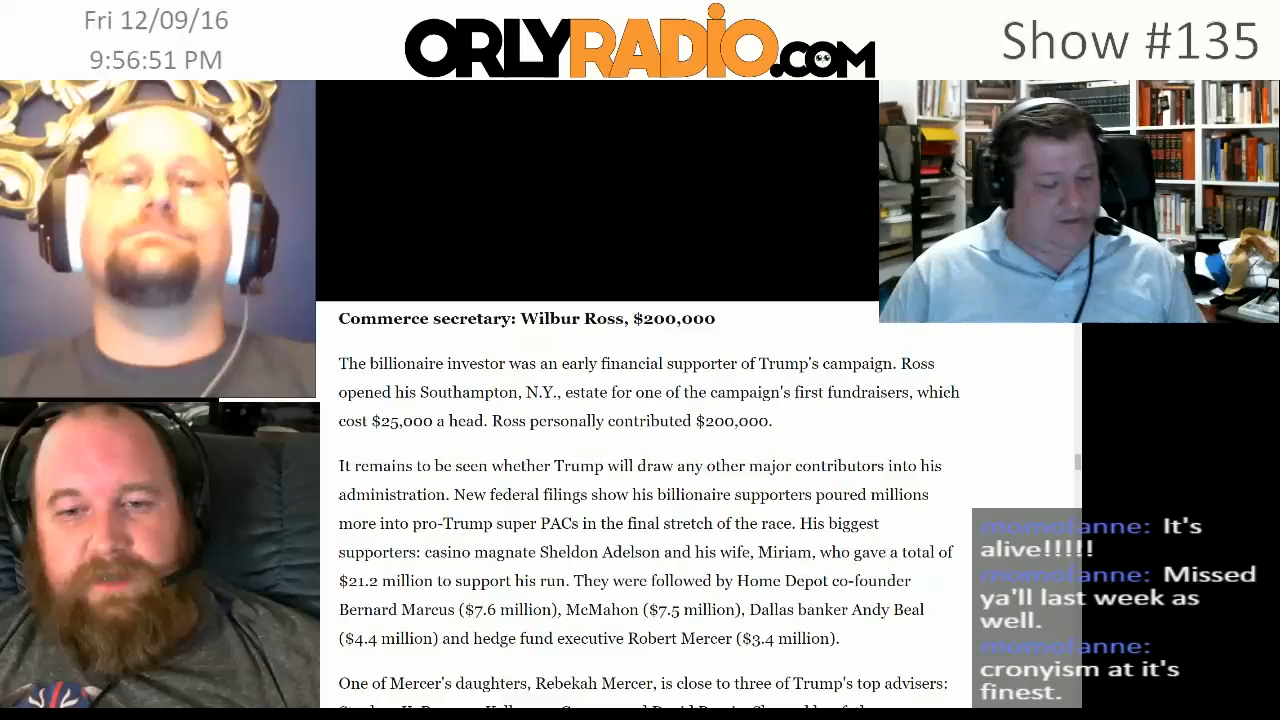 Fri 12/09/16
9:56:51 PM
ORLYRADIO.COM
Show #135
Commerce secretary: Wilbur Ross, $200,000
The billionaire investor was an early financial supporter of Trump's campaign. Ross
opened his Southampton, N.Y., estate for one of the campaign's first fundraisers, which
cost $25,000 a head. Ross personally contributed $200,000.
It remains to be seen whether Trump will draw any other major contributors into his
administration. New federal filings show his billionaire supporters poured millions
more into pro-Trump super PACs in the final stretch of the race. His biggest
supporters: casino magnate Sheldon Adelson and his wife, Miriam, who gave a total of
$21.2 million to support his run. They were followed by Home Depot co-founder
Bernard Marcus ($7.6 million), McMahon ($7.5 million), Dallas banker Andy Beal
($4.4 million) and hedge fund executive Robert Mercer ($3.4 million).
One of Mercer's daughters, Rebekah Mercer, is close to three of Trump's top advisers:
momofanne: It's
alive!!!!!
momofanne: Missed
ya'll last week as
well.
momofanne:
cronyism at it's
finest.